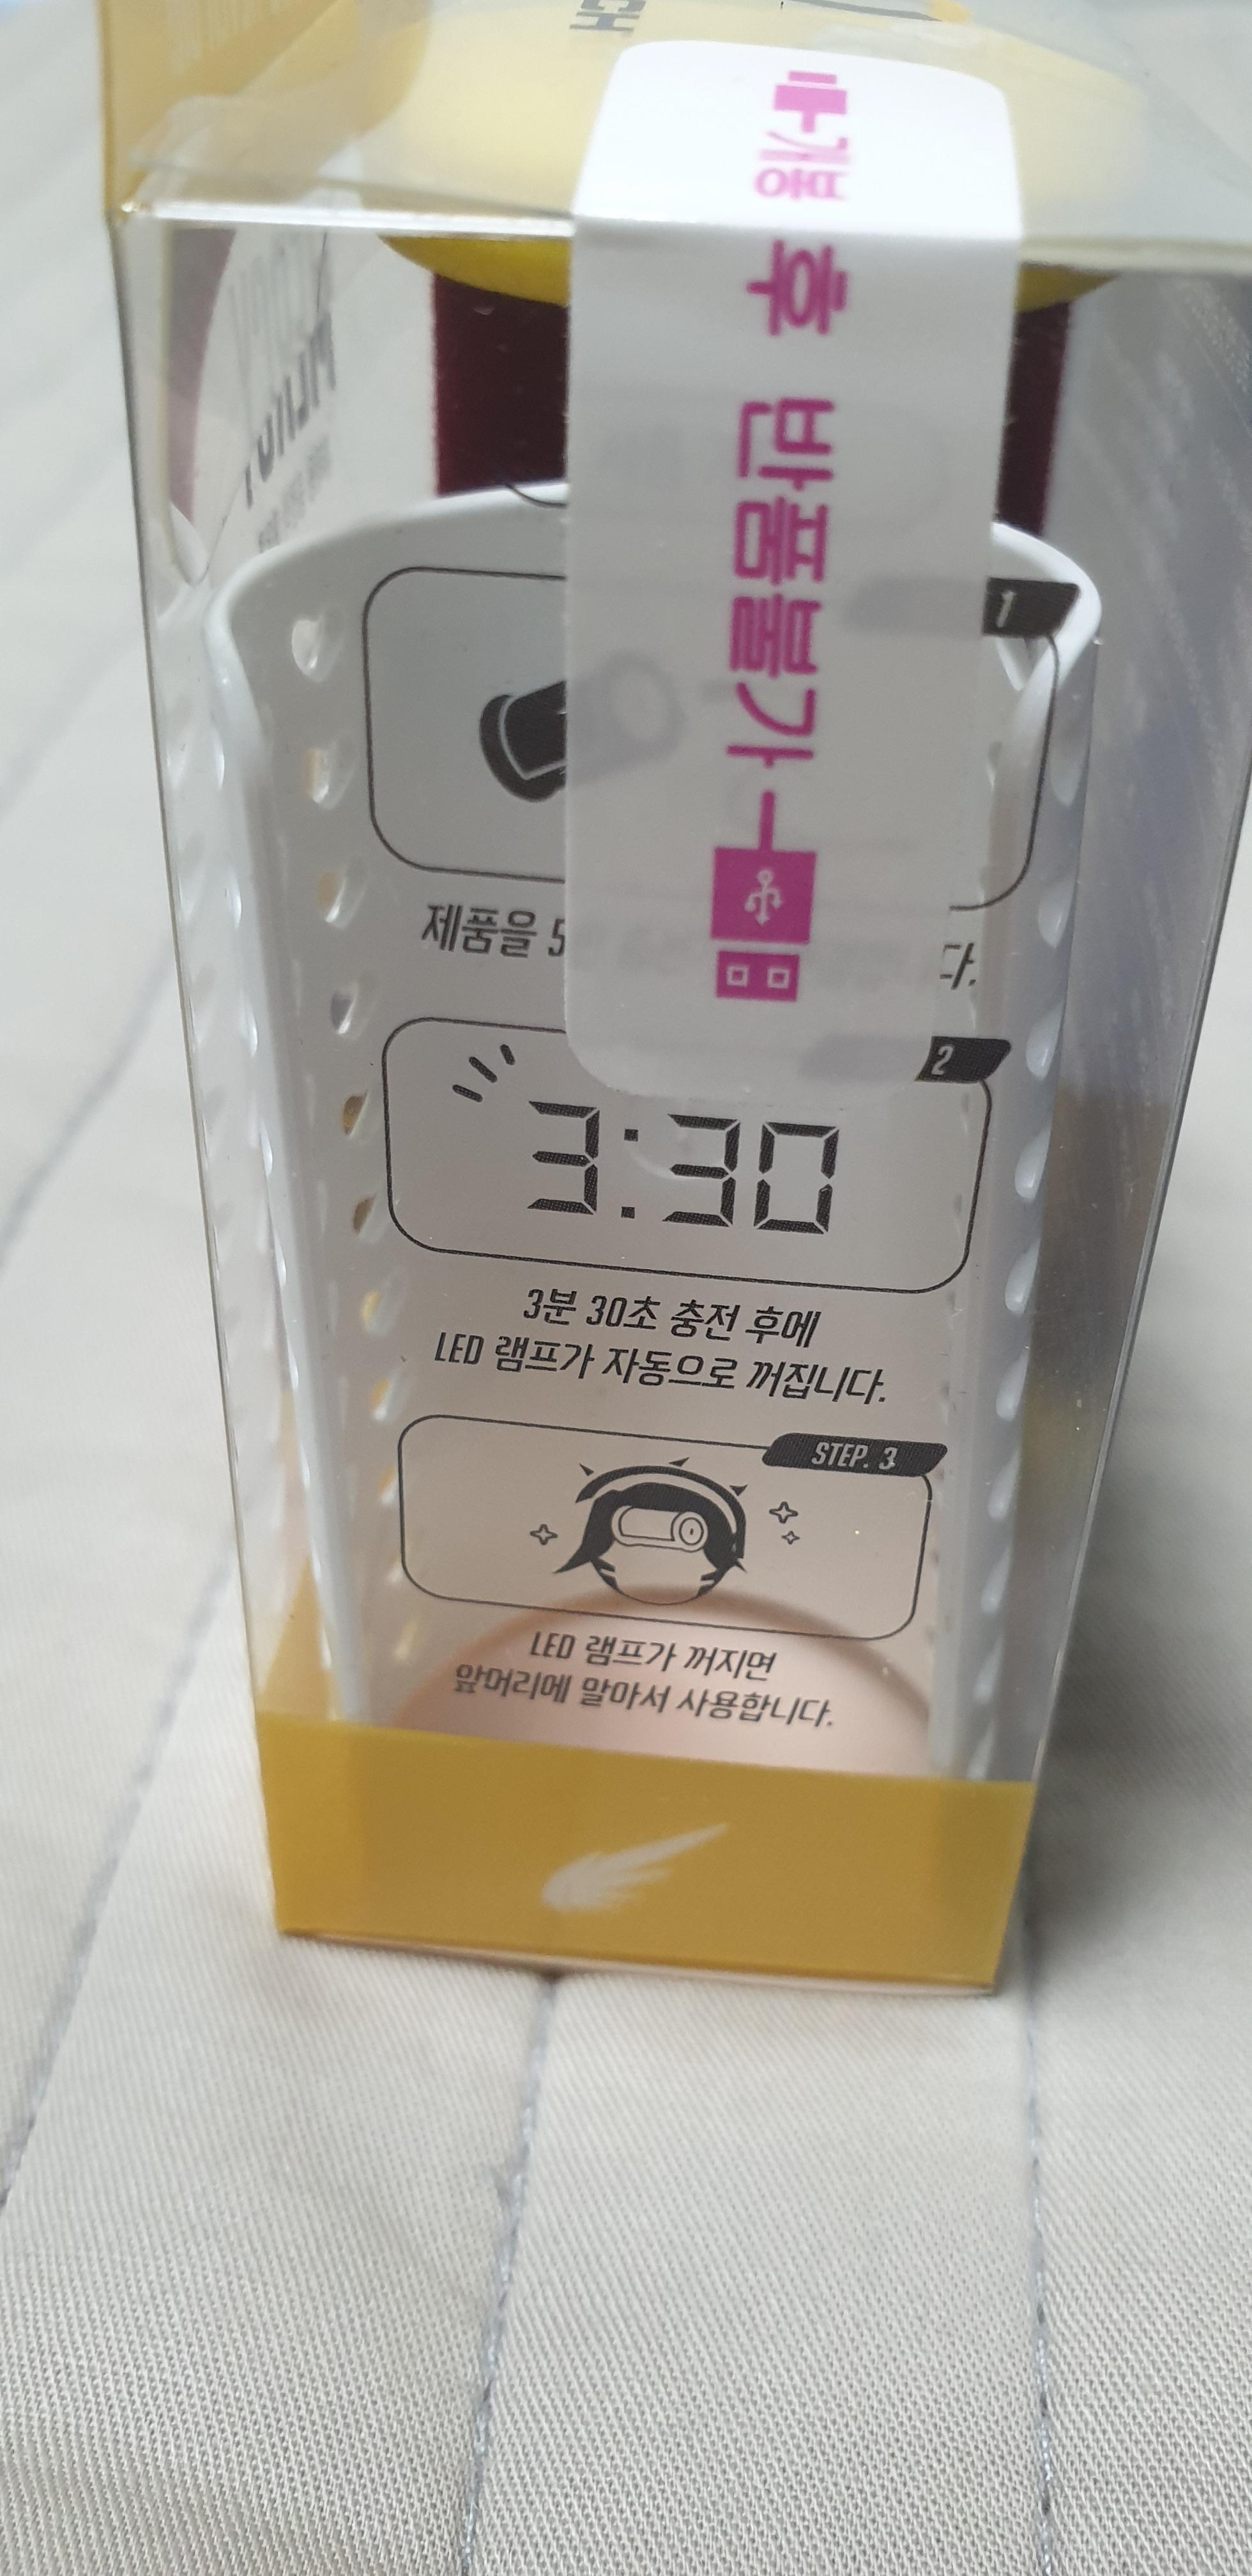 CH
개봉 후 반품불가
1
제품을 5
다.
2
3:30
3분 30초 충전 후에
LED 램프가 자동으로 꺼집니다.
STEP. 3
LED 램프가 꺼지면
앞머리에 말아서 사용합니다.